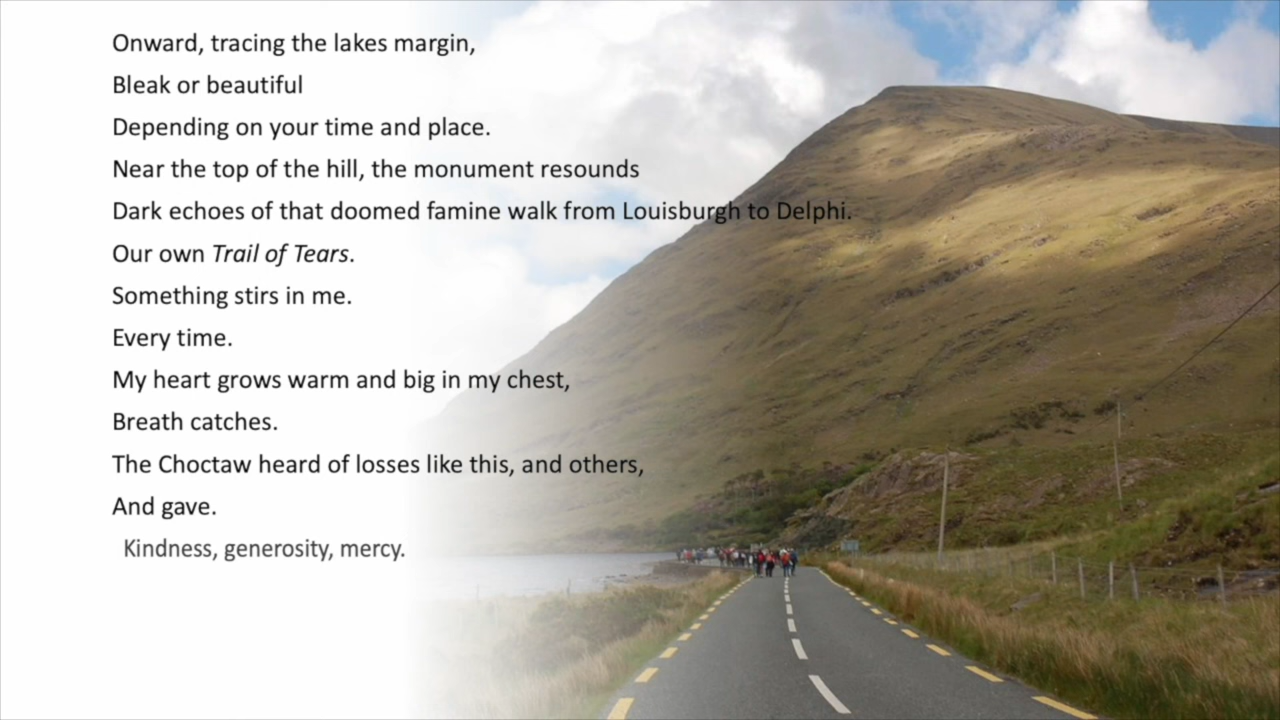 Onward, tracing the lakes margin,
Bleak or beautiful
Depending on your time and place.
Near the top of the hill, the monument resounds
Dark echoes of that doomed famine walk from Louisburgh to Delphi.
Our own Trail of Tears.
Something stirs in me.
Every time.
My heart grows warm and big in my chest,
Breath catches.
The Choctaw heard of losses like this, and others,
And gave.
Kindness, generosity, mercy.